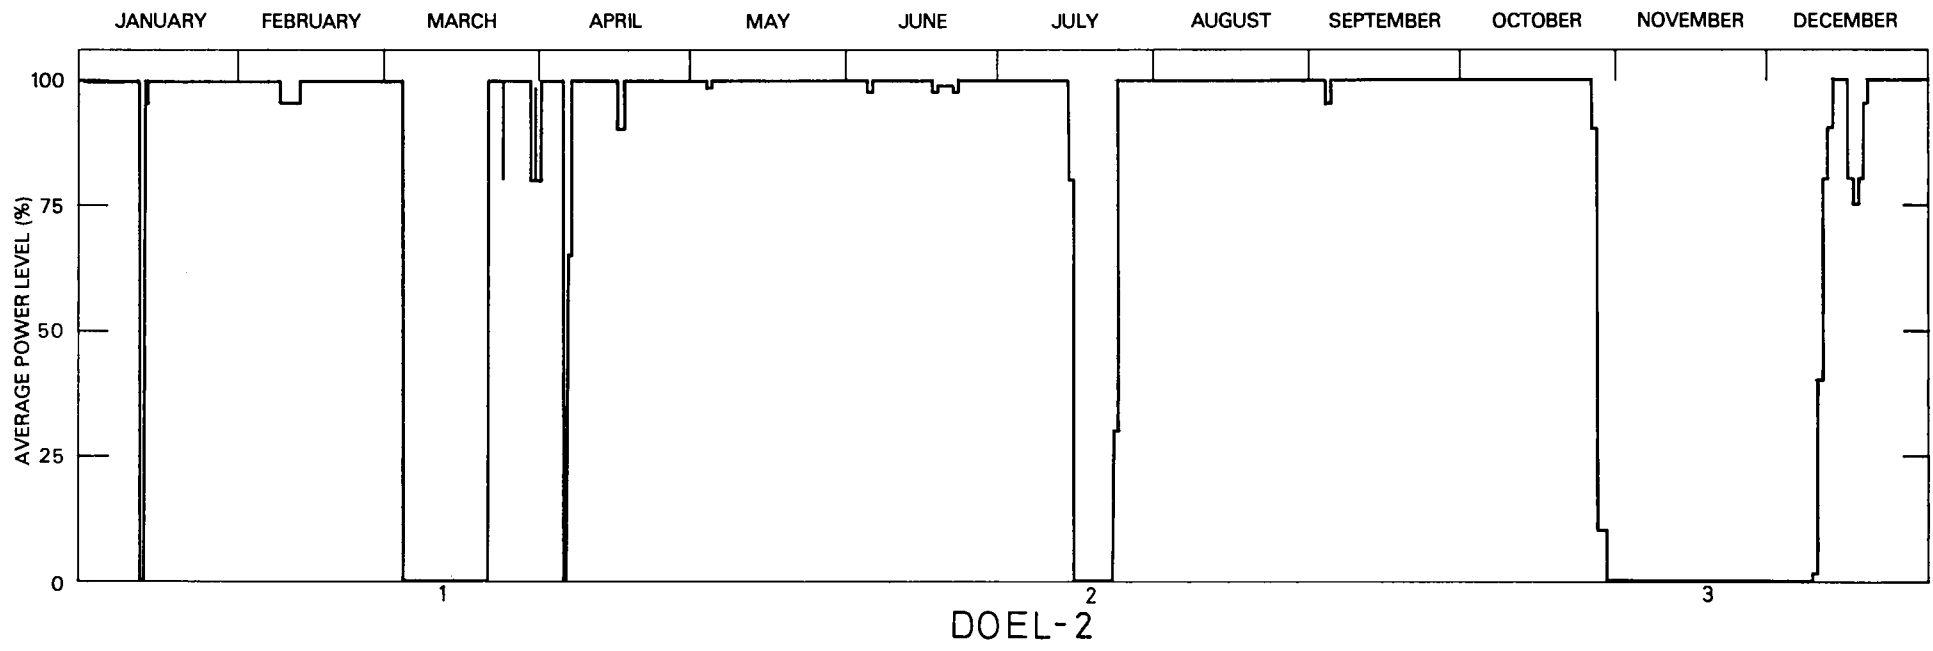 JANUARY FEBRUARY MARCH APRIL MAY JUNE JULY AUGUST SEPTEMBER OCTOBER NOVEMBER DECEMBER
100
75
50
25
0
AVERAGE POWER LEVEL (%)
1 2 3
DOEL-2